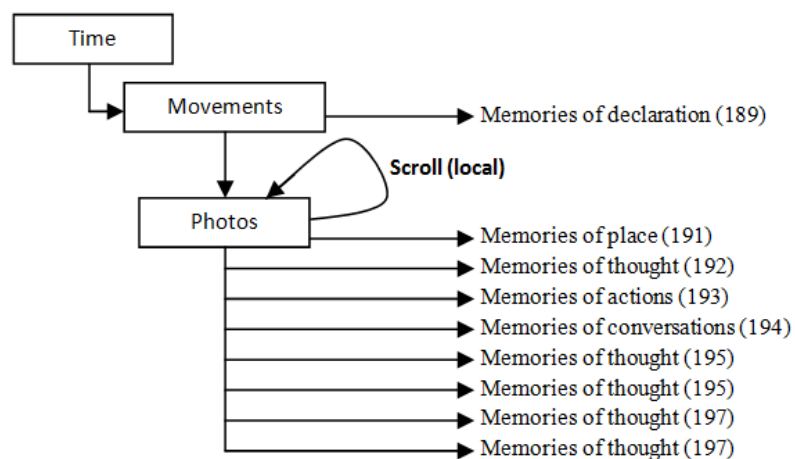 Time
Movements
Memories of declaration (189)
Scroll (local)
Photos
Memories of place (191)
Memories of thought (192)
Memories of actions (193)
Memories of conversations (194)
Memories of thought (195)
Memories of thought (195)
Memories of thought (197)
Memories of thought (197)